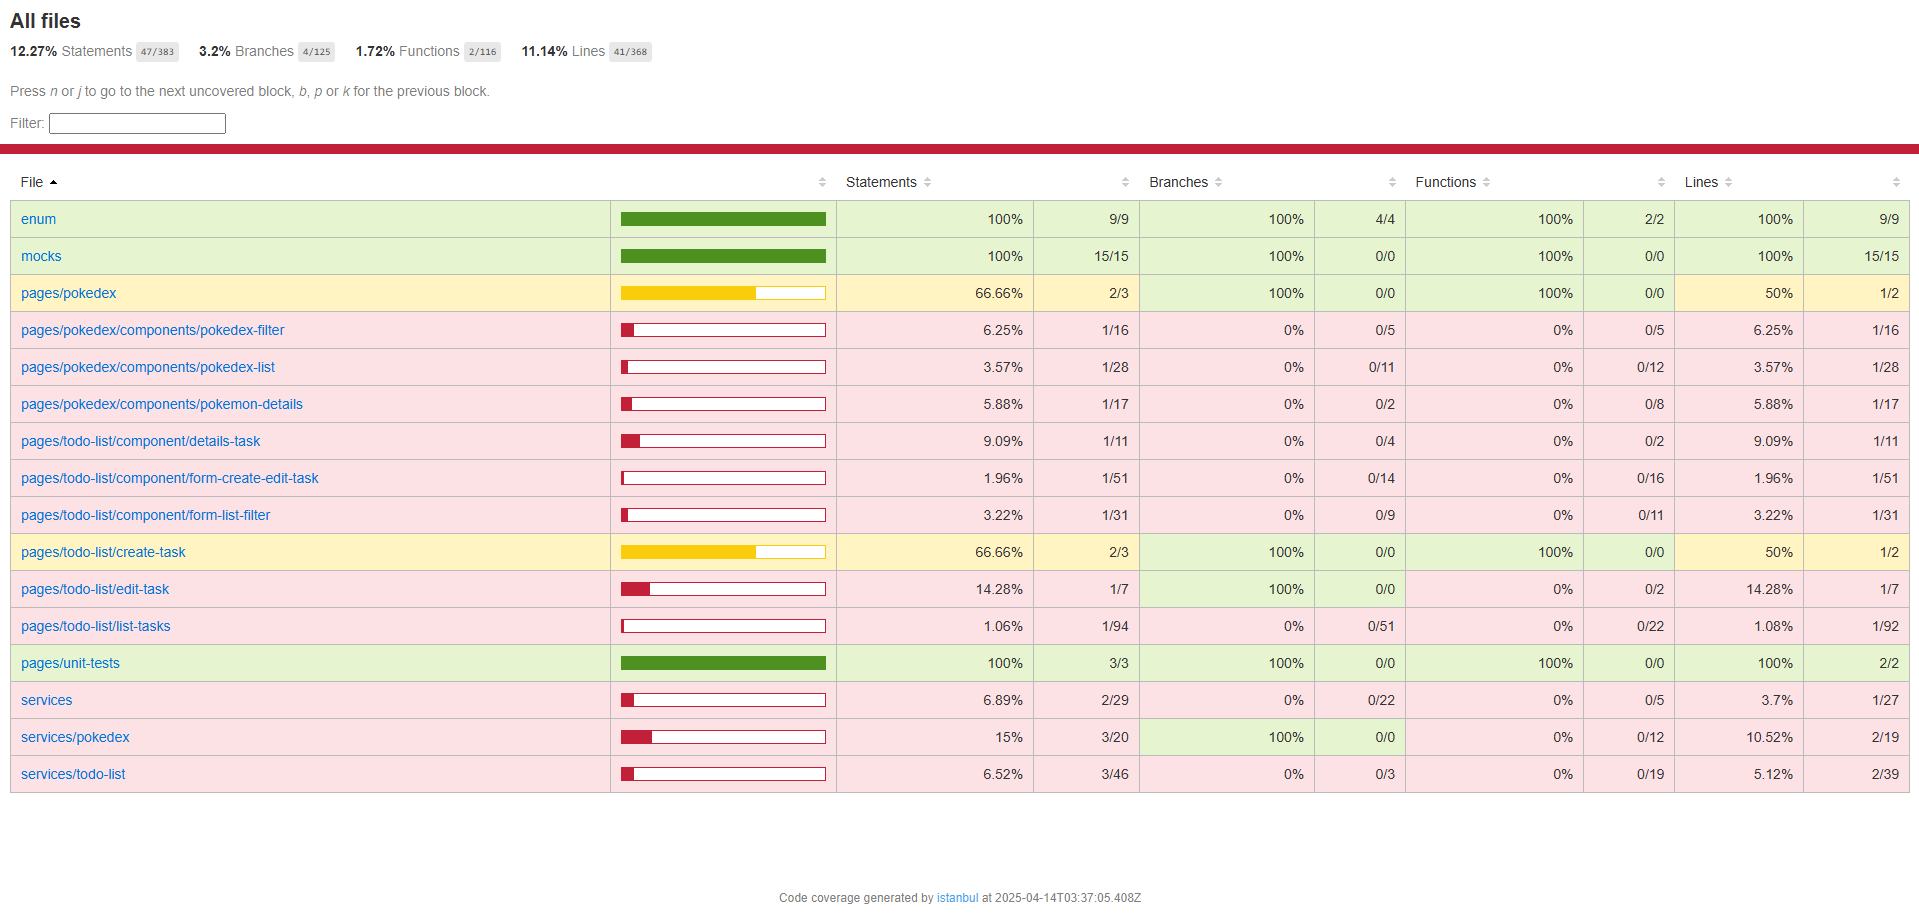 All files
12.27% Statements 47/383 3.2% Branches 4/125 1.72% Functions 2/116 11.14% Lines 41/368
Press n or j to go to the next uncovered block, b, p or k for the previous block.
Filter:
File Statements Branches Functions Lines
enum 100% 9/9 100% 4/4 100% 2/2 100% 9/9
mocks 100% 15/15 100% 0/0 100% 0/0 100% 15/15
pages/pokedex 66.66% 2/3 100% 0/0 100% 0/0 50% 1/2
pages/pokedex/components/pokedex-filter 6.25% 1/16 0% 0/5 0% 0/5 6.25% 1/16
pages/pokedex/components/pokedex-list 3.57% 1/28 0% 0/11 0% 0/12 3.57% 1/28
pages/pokedex/components/pokemon-details 5.88% 1/17 0% 0/2 0% 0/8 5.88% 1/17
pages/todo-list/component/details-task 9.09% 1/11 0% 0/4 0% 0/2 9.09% 1/11
pages/todo-list/component/form-create-edit-task 1.96% 1/51 0% 0/14 0% 0/16 1.96% 1/51
pages/todo-list/component/form-list-filter 3.22% 1/31 0% 0/9 0% 0/11 3.22% 1/31
pages/todo-list/create-task 66.66% 2/3 100% 0/0 100% 0/0 50% 1/2
pages/todo-list/edit-task 14.28% 1/7 100% 0/0 0% 0/2 14.28% 1/7
pages/todo-list/list-tasks 1.06% 1/94 0% 0/51 0% 0/22 1.08% 1/92
pages/unit-tests 100% 3/3 100% 0/0 100% 0/0 100% 2/2
services 6.89% 2/29 0% 0/22 0% 0/5 3.7% 1/27
services/pokedex 15% 3/20 100% 0/0 0% 0/12 10.52% 2/19
services/todo-list 6.52% 3/46 0% 0/3 0% 0/19 5.12% 2/39
Code coverage generated by istanbul at 2025-04-14T03:37:05.408Z